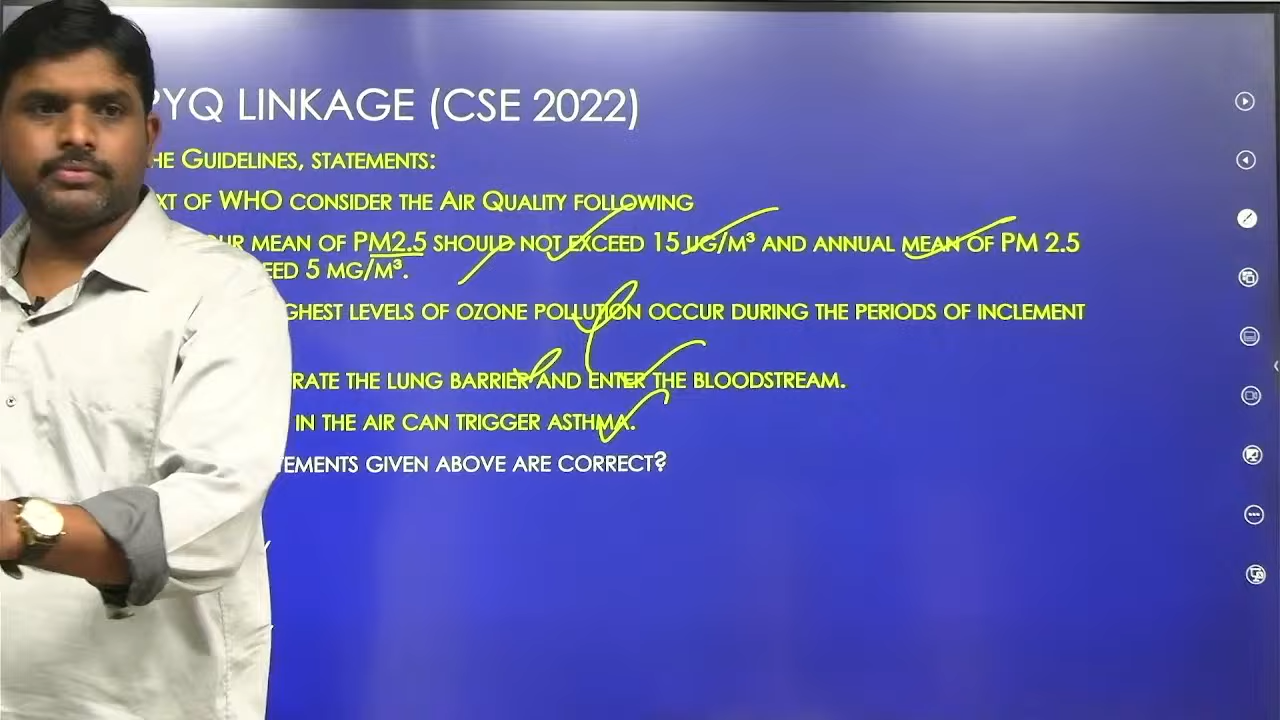 PYQ LINKAGE (CSE 2022)
HE GUIDELINES, STATEMENTS:
XT OF WHO CONSIDER THE AIR QUALITY FOLLOWING
UR MEAN OF PM2.5 SHOULD NOT EXCEED 15 UG/M³ AND ANNUAL MEAN OF PM 2.5
EED 5 MG/M³.
GHEST LEVELS OF OZONE POLLUTION OCCUR DURING THE PERIODS OF INCLEMENT
RATE THE LUNG BARRIER AND ENTER THE BLOODSTREAM.
IN THE AIR CAN TRIGGER ASTHMA.
TEMENTS GIVEN ABOVE ARE CORRECT?